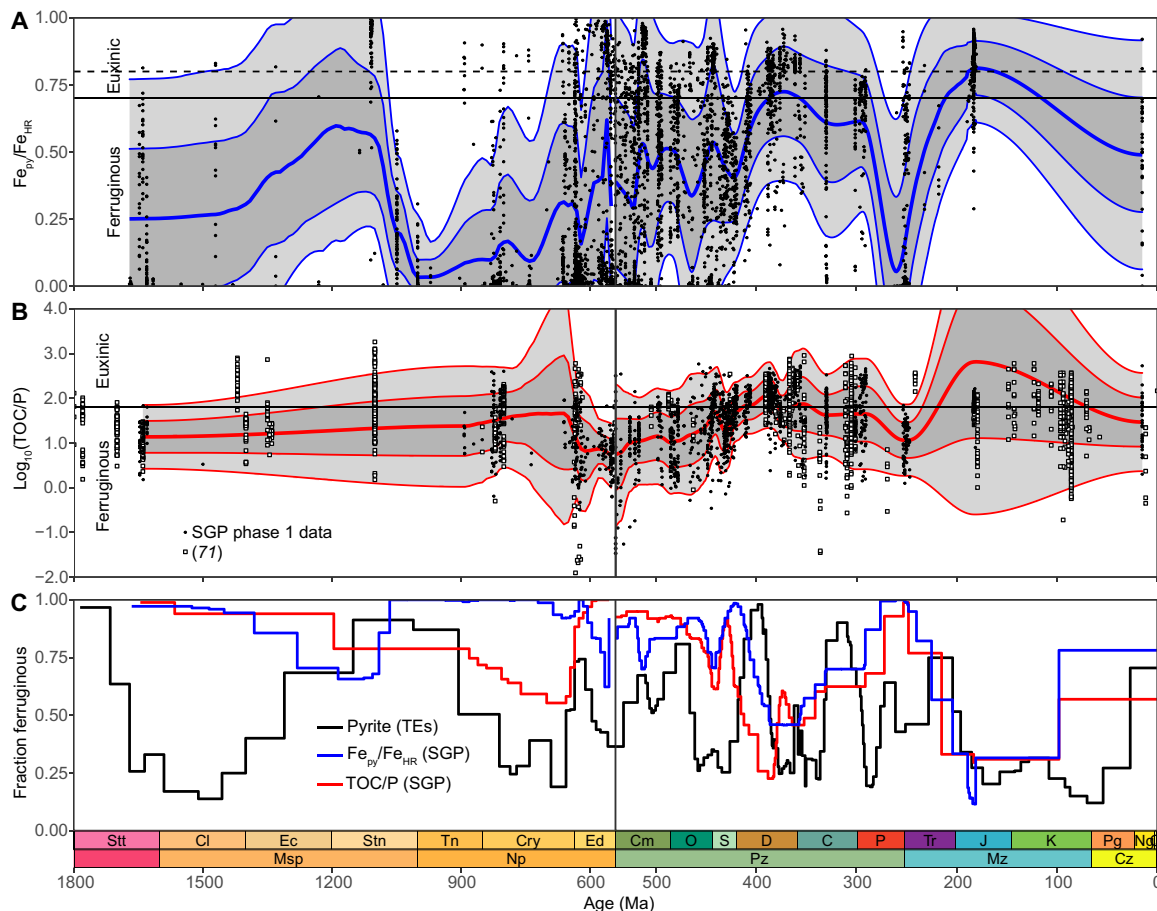 A
1.00
0.75
0.50
0.25
0.00
Fepy/FeHR
Euxinic
Ferruginous
B
4.0
3.0
2.0
1.0
0.0
−1.0
−2.0
Log10(TOC/P)
Euxinic
Ferruginous
SGP phase 1 data
(71)
C
1.00
0.75
0.50
0.25
0.00
Fraction ferruginous
Pyrite (TEs)
Fepy/FeHR (SGP)
TOC/P (SGP)
Stt Cl Ec Stn Tn Cry Ed Cm O S D C P Tr J K Pg Ng
Msp Np Pz Mz Cz
1800 1500 1200 900 600 500 400 300 200 100 0
Age (Ma)